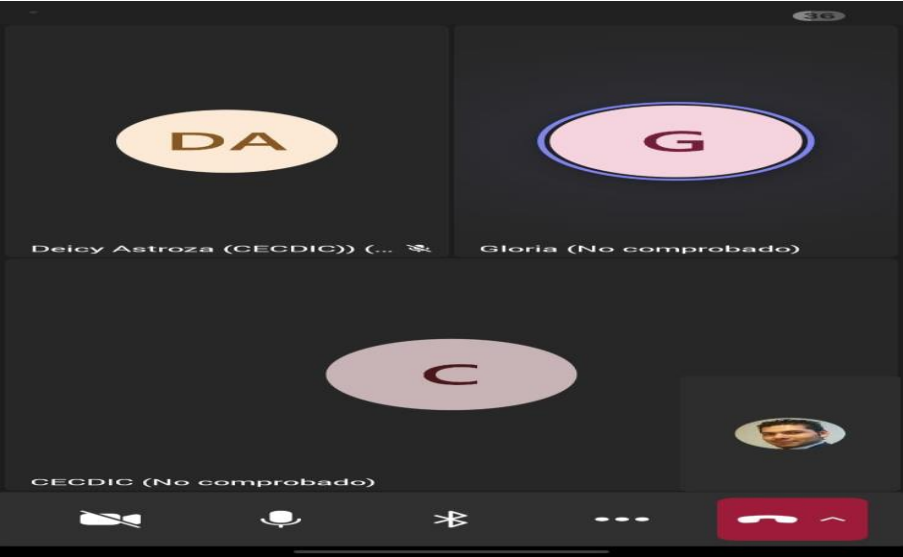 36
DA
G
Deicy Astroza (CECDIC)) (...
Gloria (No comprobado)
C
CECDIC (No comprobado)